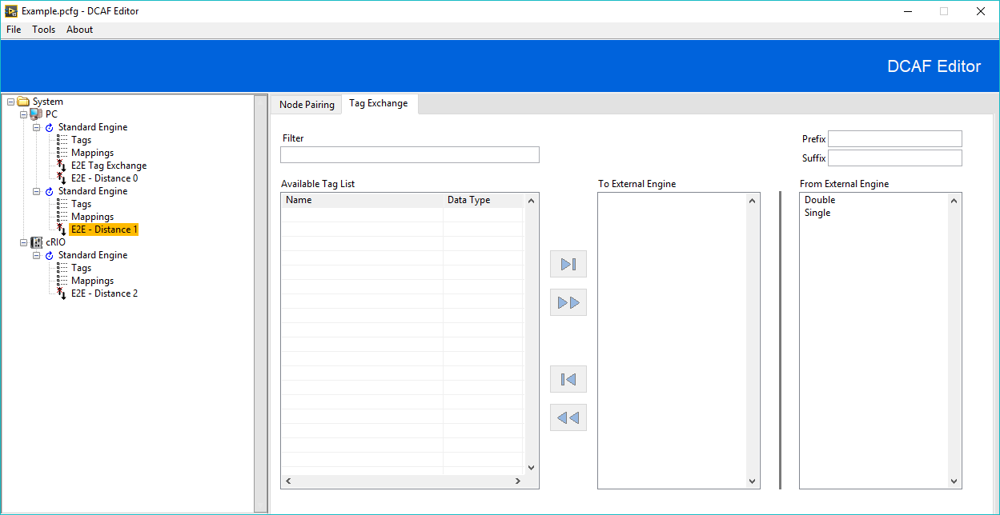 Example.pcfg - DCAF Editor
File Tools About
DCAF Editor
System
PC
Standard Engine
Tags
Mappings
E2E Tag Exchange
E2E - Distance 0
Standard Engine
Tags
Mappings
E2E - Distance 1
cRIO
Standard Engine
Tags
Mappings
E2E - Distance 2
Node Pairing Tag Exchange
Filter
Prefix
Suffix
Available Tag List
Name Data Type
To External Engine
From External Engine
Double
Single